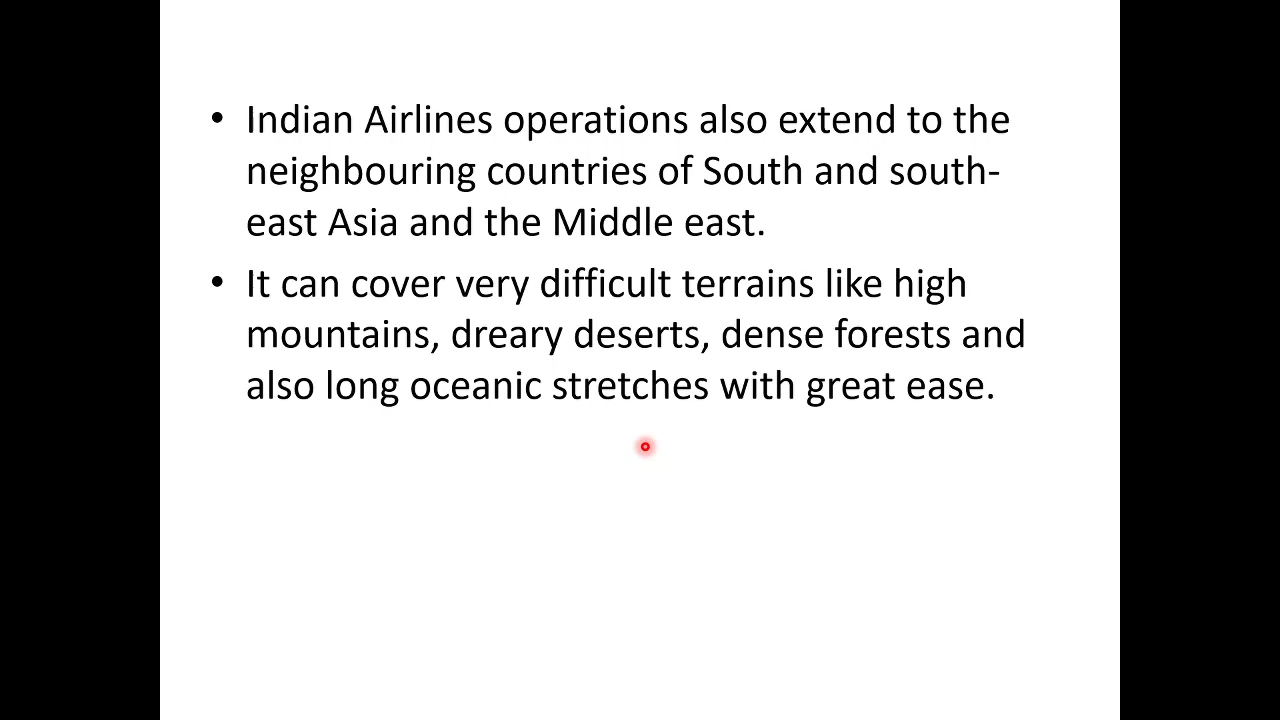 • Indian Airlines operations also extend to the
neighbouring countries of South and south-
east Asia and the Middle east.
• It can cover very difficult terrains like high
mountains, dreary deserts, dense forests and
also long oceanic stretches with great ease.